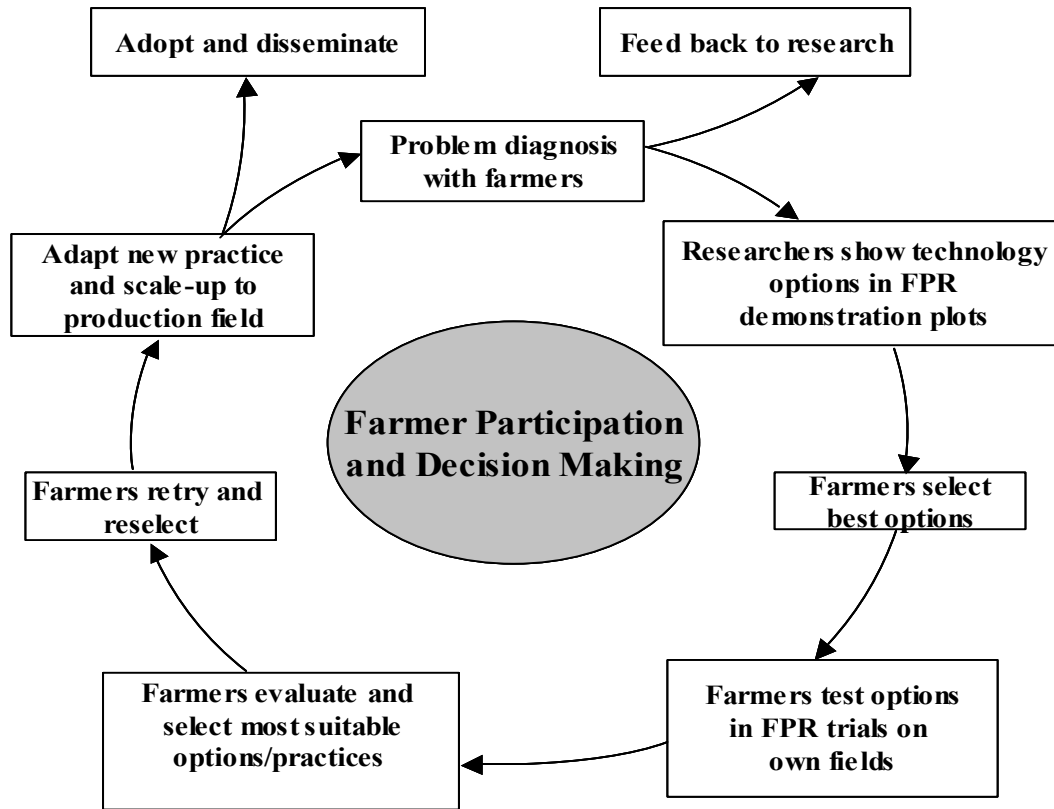 Adopt and disseminate
Feed back to research
Problem diagnosis
with farmers
Adapt new practice
and scale-up to
production field
Researchers show technology
options in FPR
demonstration plots
Farmer Participation
and Decision Making
Farmers retry and
reselect
Farmers select
best options
Farmers evaluate and
select most suitable
options/practices
Farmers test options
in FPR trials on
own fields